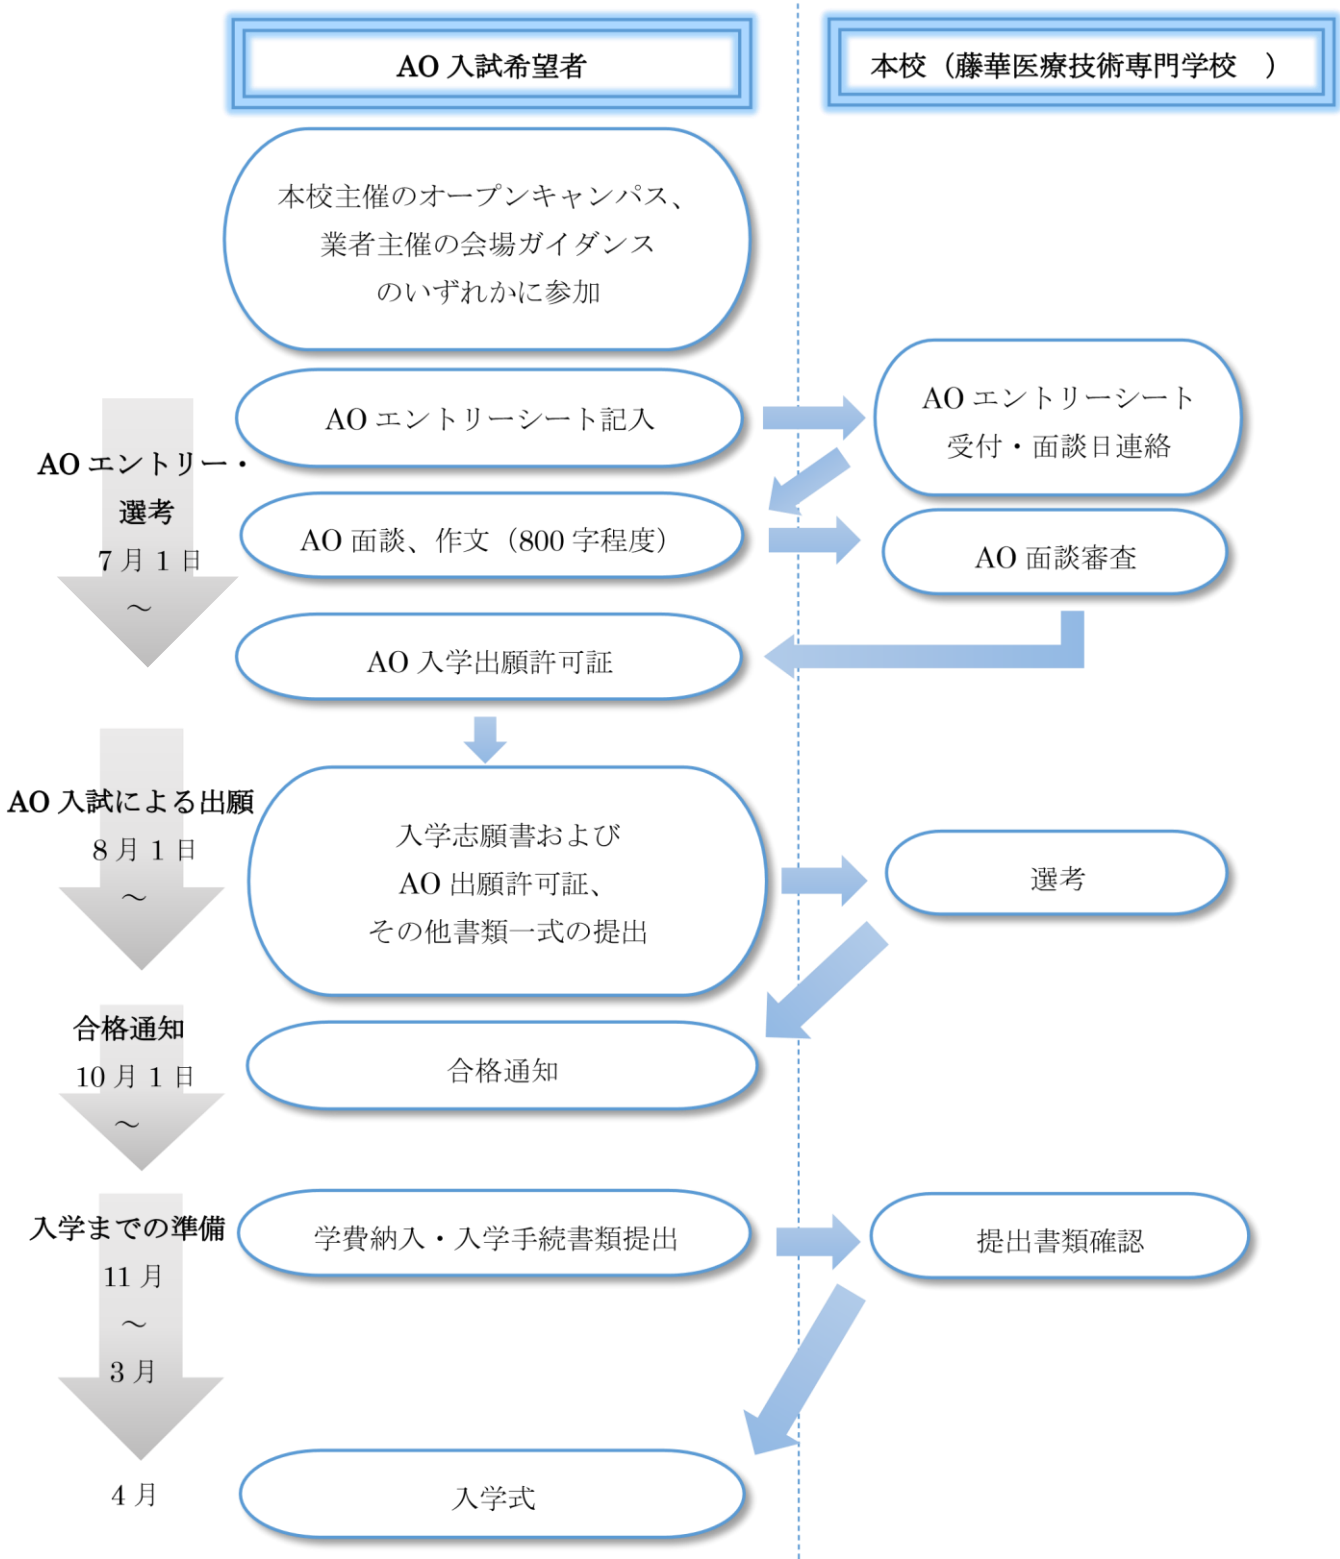 AO 入試希望者
本校（藤華医療技術専門学校　）
本校主催のオープンキャンパス、
業者主催の会場ガイダンス
のいずれかに参加
AO エントリー・
選考
7 月 1 日
～
AO エントリーシート記入
AO エントリーシート
受付・面談日連絡
AO 面談、作文（800 字程度）
AO 面談審査
AO 入学出願許可証
AO 入試による出願
8 月 1 日
～
入学志願書および
AO 出願許可証、
その他書類一式の提出
選考
合格通知
10 月 1 日
～
合格通知
入学までの準備
11 月
～
3 月
学費納入・入学手続書類提出
提出書類確認
4 月
入学式